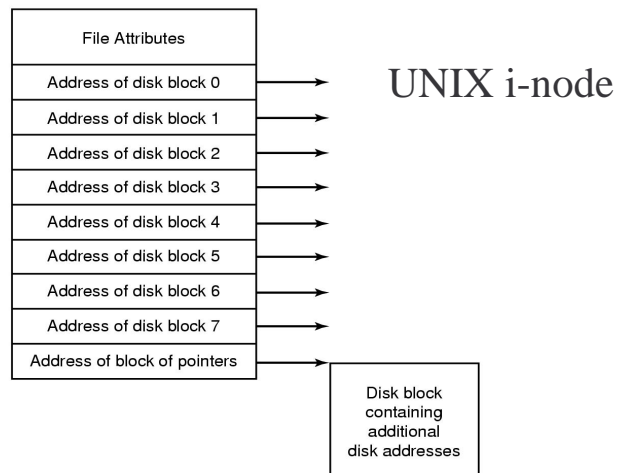 File Attributes
Address of disk block 0
UNIX i-node
Address of disk block 1
Address of disk block 2
Address of disk block 3
Address of disk block 4
Address of disk block 5
Address of disk block 6
Address of disk block 7
Address of block of pointers
Disk block
containing
additional
disk addresses